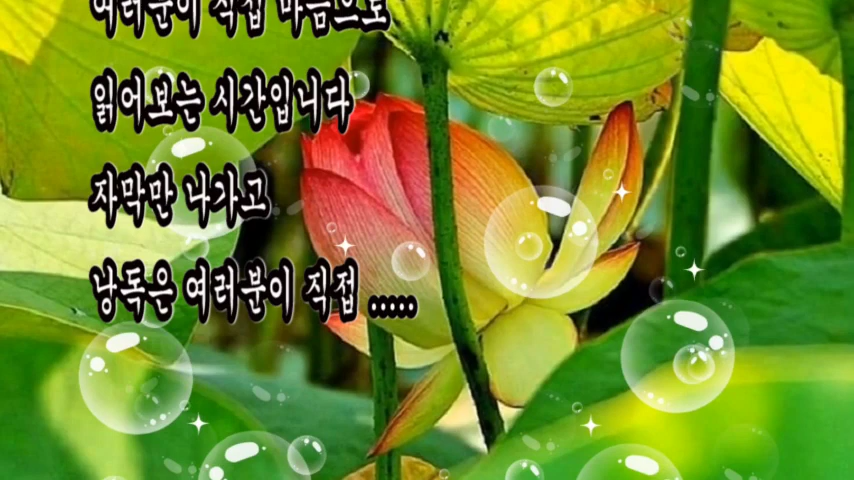 여러분이 직접 마음으로
읽어보는 시간입니다
자막만 나가고
낭독은 여러분이 직접 .....